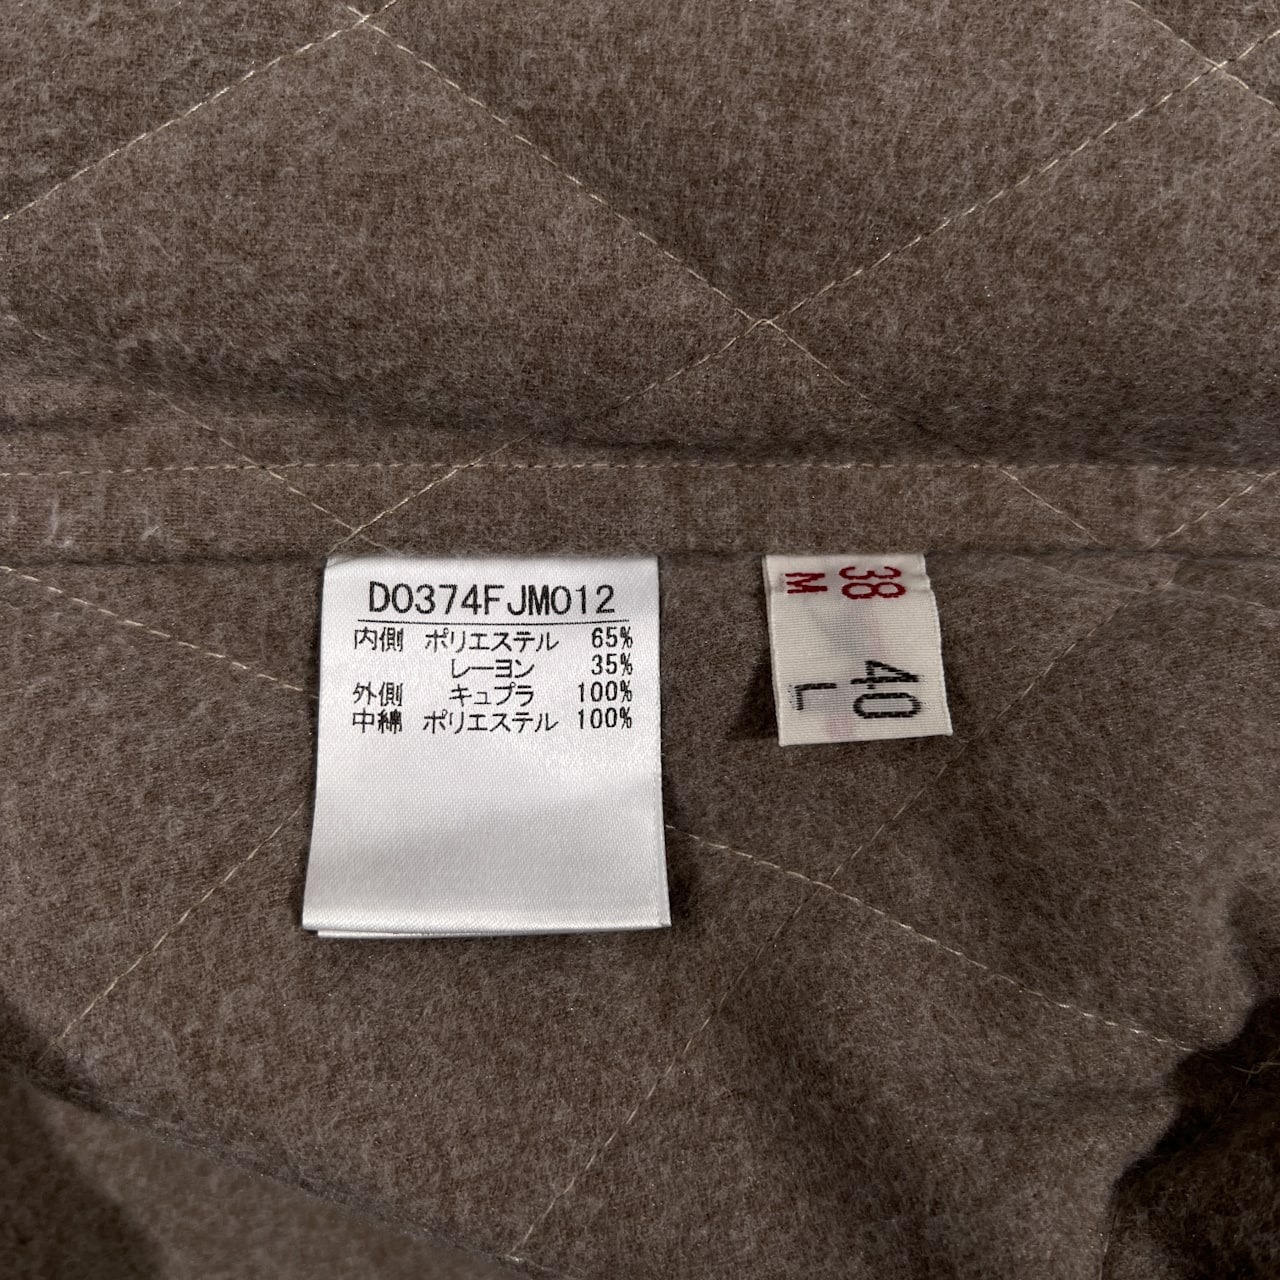 D0374FJM012
内側 ポリエステル 65%
レーヨン 35%
外側 キュプラ 100%
中綿 ポリエステル 100%
38
M
40
L